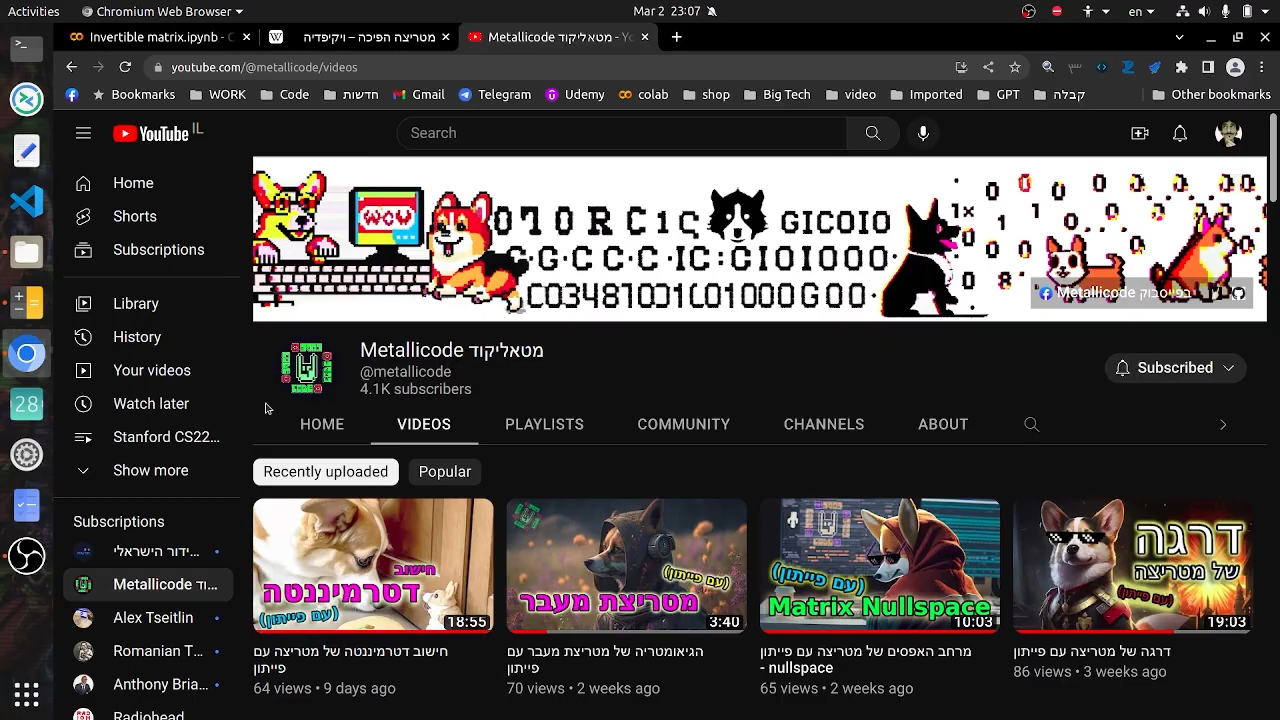 Activities
Chromium Web Browser
Mar 2 23:07
en
Invertible matrix.ipynb - C
מטריצה הפיכה – ויקיפדיה
Metallicode מטאליקוד - Yo
youtube.com/@metallicode/videos
Bookmarks
WORK
Code
חדשות
Gmail
Telegram
Udemy
colab
shop
Big Tech
video
Imported
GPT
קבלה
Other bookmarks
YouTube IL
Search
Home
Shorts
Subscriptions
Library
History
Your videos
Watch later
Stanford CS22...
Show more
Subscriptions
...ידור הישראלי
Metallicode מטאליקוד
Metallicode בפייסבוק
@metallicode
4.1K subscribers
Subscribed
HOME
VIDEOS
PLAYLISTS
COMMUNITY
CHANNELS
ABOUT
Recently uploaded
Popular
חישוב
דטרמיננטה
(עם פייתון)
18:55
(עם פייתון)
מטריצת מעבר
3:40
(עם פייתון)
Matrix Nullspace
10:03
דרגה
של מטריצה
(עם פייתון)
19:03
חישוב דטרמיננטה של מטריצה עם פייתון
64 views • 9 days ago
הגיאומטריה של מטריצת מעבר עם פייתון
70 views • 2 weeks ago
מרחב האפסים של מטריצה עם פייתון - nullspace
65 views • 2 weeks ago
דרגה של מטריצה עם פייתון
86 views • 3 weeks ago
Metallicode ...וד
Alex Tseitlin
Romanian T...
Anthony Bria...
Radiohead
28